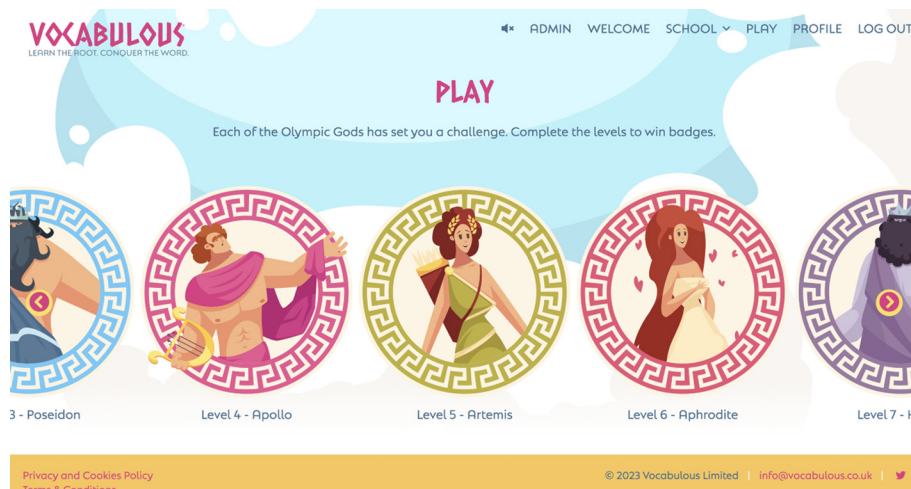 VOCABULOUS
LEARN THE ROOT. CONQUER THE WORD.
ADMIN WELCOME SCHOOL PLAY PROFILE LOG OUT
PLAY
Each of the Olympic Gods has set you a challenge. Complete the levels to win badges.
3 - Poseidon Level 4 - Apollo Level 5 - Artemis Level 6 - Aphrodite Level 7 -
Privacy and Cookies Policy © 2023 Vocabulous Limited | info@vocabulous.co.uk |
Terms & Conditions